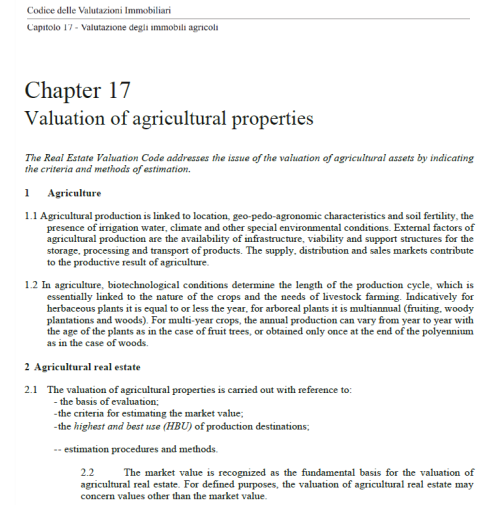 Codice delle Valutazioni Immobiliari
Capitolo 17 - Valutazione degli immobili agricoli
Chapter 17
Valuation of agricultural properties
The Real Estate Valuation Code addresses the issue of the valuation of agricultural assets by indicating
the criteria and methods of estimation.
1 Agriculture
1.1 Agricultural production is linked to location, geo-pedo-agronomic characteristics and soil fertility, the
presence of irrigation water, climate and other special environmental conditions. External factors of
agricultural production are the availability of infrastructure, viability and support structures for the
storage, processing and transport of products. The supply, distribution and sales markets contribute
to the productive result of agriculture.
1.2 In agriculture, biotechnological conditions determine the length of the production cycle, which is
essentially linked to the nature of the crops and the needs of livestock farming. Indicatively for
herbaceous plants it is equal to or less the year, for arboreal plants it is multiannual (fruiting, woody
plantations and woods). For multi-year crops, the annual production can vary from year to year with
the age of the plants as in the case of fruit trees, or obtained only once at the end of the polyennium
as in the case of woods.
2 Agricultural real estate
2.1 The valuation of agricultural properties is carried out with reference to:
- the basis of evaluation;
-the criteria for estimating the market value;
-the highest and best use (HBU) of production destinations;
-- estimation procedures and methods.
2.2 The market value is recognized as the fundamental basis for the valuation of
agricultural real estate. For defined purposes, the valuation of agricultural real estate may
concern values other than the market value.